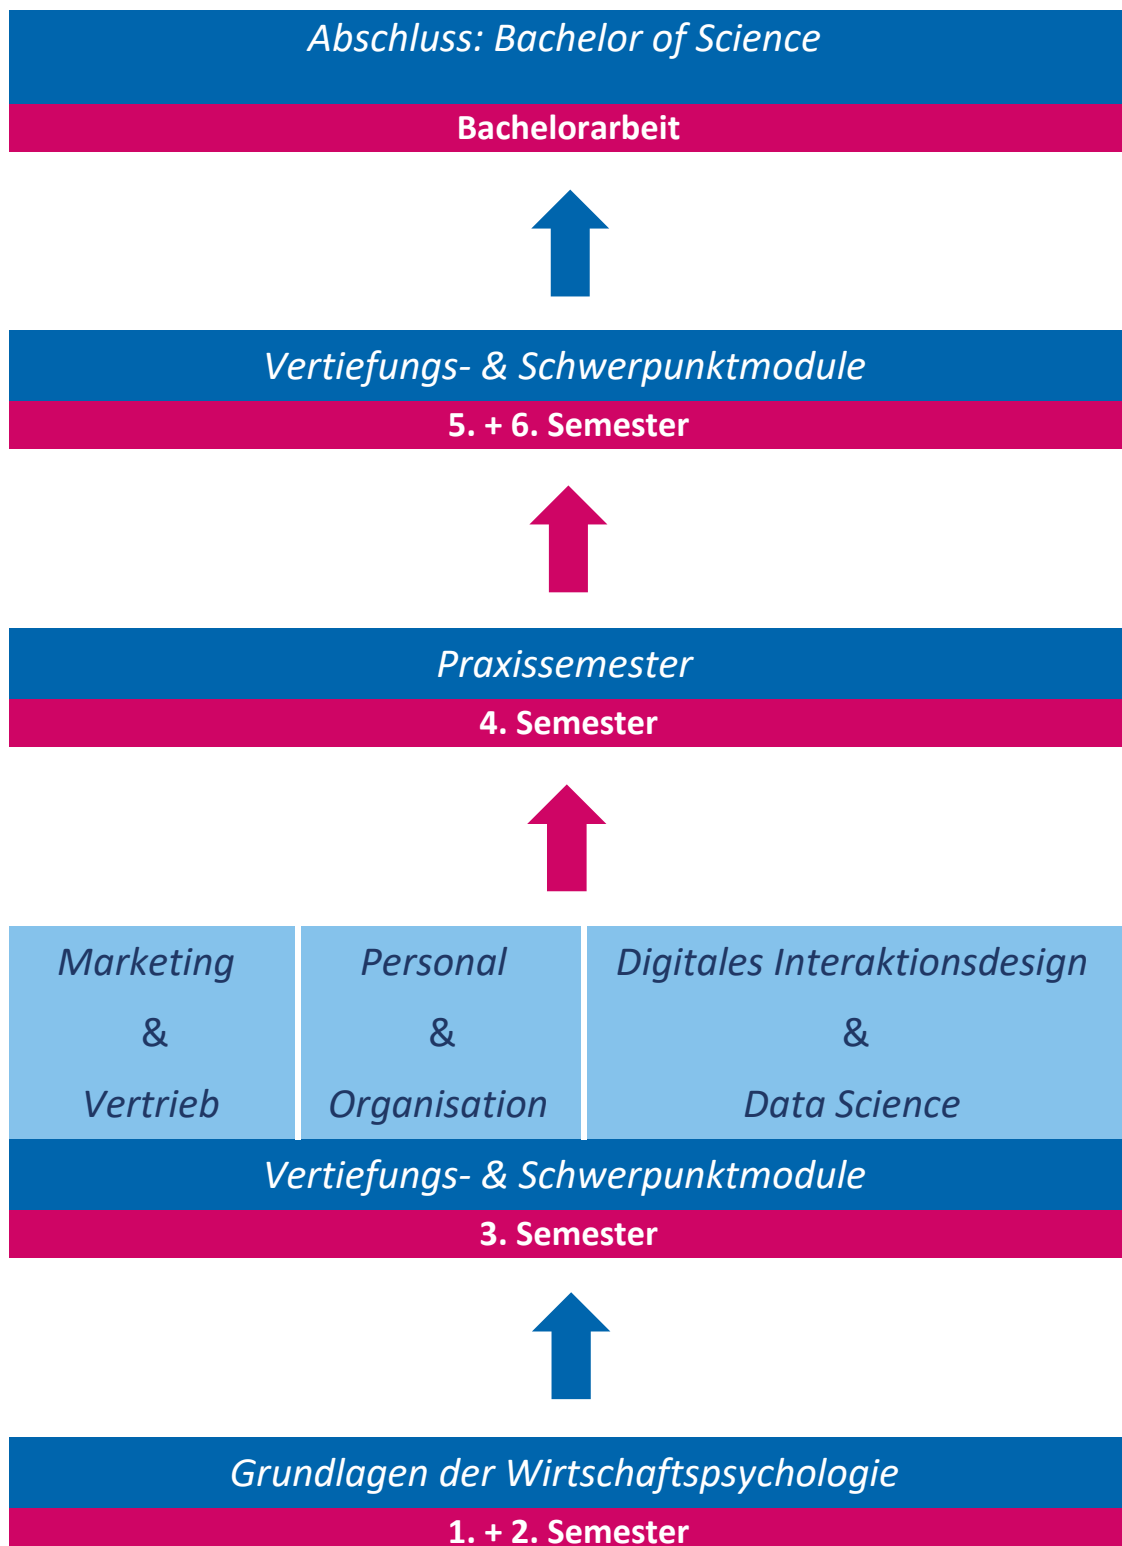 Abschluss: Bachelor of Science
Bachelorarbeit
Vertiefungs- & Schwerpunktmodule
5. + 6. Semester
Praxissemester
4. Semester
Marketing
&
Vertrieb
Personal
&
Organisation
Digitales Interaktionsdesign
&
Data Science
Vertiefungs- & Schwerpunktmodule
3. Semester
Grundlagen der Wirtschaftspsychologie
1. + 2. Semester